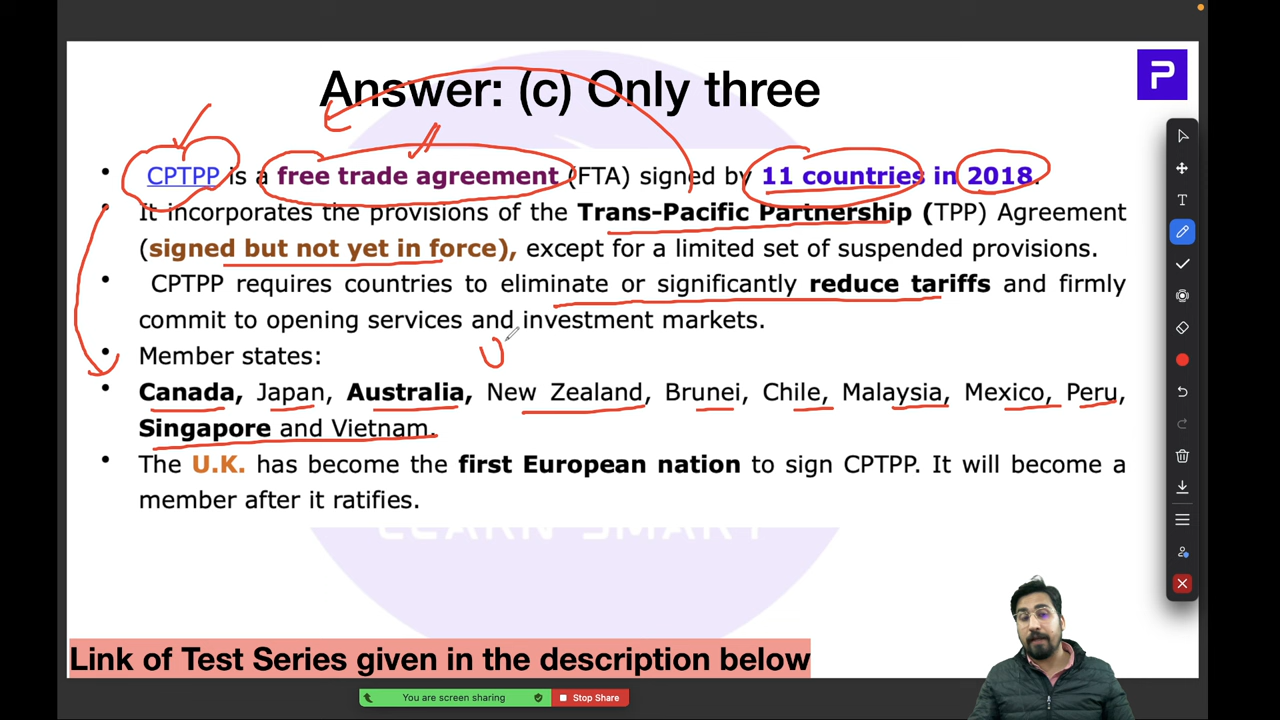 Answer: (c) Only three
P
• CPTPP is a free trade agreement (FTA) signed by 11 countries in 2018.
• It incorporates the provisions of the Trans-Pacific Partnership (TPP) Agreement
(signed but not yet in force), except for a limited set of suspended provisions.
• CPTPP requires countries to eliminate or significantly reduce tariffs and firmly
commit to opening services and investment markets.
• Member states:
• Canada, Japan, Australia, New Zealand, Brunei, Chile, Malaysia, Mexico, Peru,
Singapore and Vietnam.
• The U.K. has become the first European nation to sign CPTPP. It will become a
member after it ratifies.
LEARN SMART
Link of Test Series given in the description below
You are screen sharing
Stop Share
T